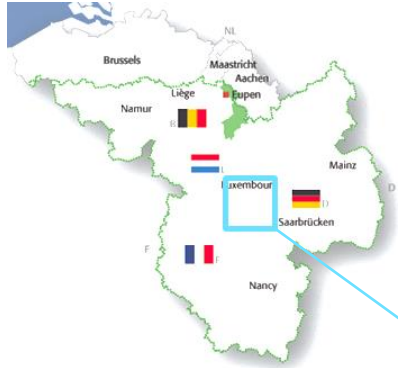 NL
Brussels
Maastricht
Aachen
Liège
Eupen
Namur
B
Mainz
L
Luxembour
D
D
Saarbrücken
F
F
Nancy